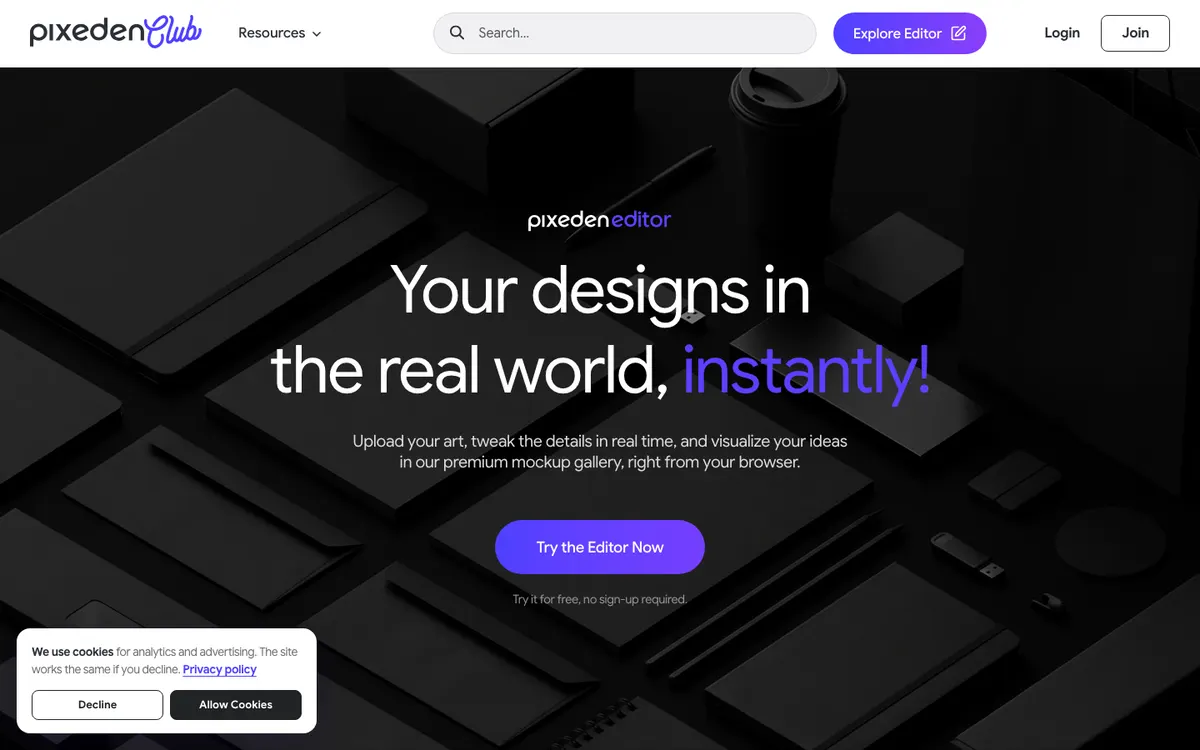 pixedenClub
Resources
Search...
Explore Editor
Login
Join
pixeden editor
Your designs in
the real world, instantly!
Upload your art, tweak the details in real time, and visualize your ideas
in our premium mockup gallery, right from your browser.
Try the Editor Now
Try it for free, no sign-up required.
We use cookies for analytics and advertising. The site
works the same if you decline. Privacy policy
Decline
Allow Cookies